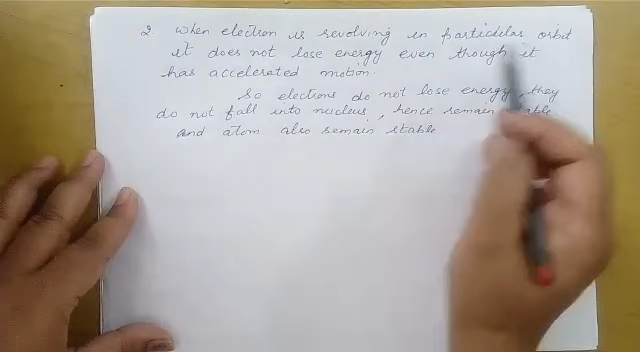 2 When electron is revolving in particular orbit
it does not lose energy even though it
has accelerated motion.
So electrons do not lose energy, they
do not fall into nucleus, hence remain
and atom also remain stable